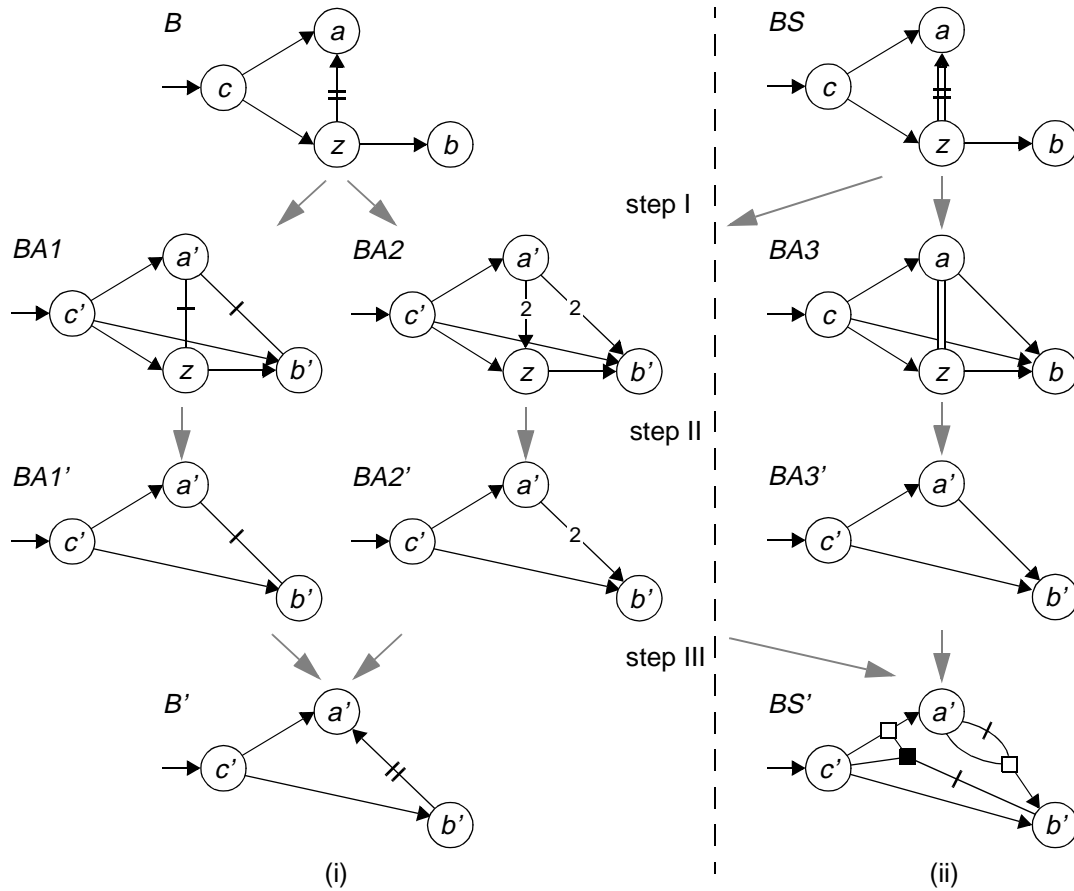 B
a
c
z
b
BS
a
c
z
b
step I
BA1
a'
c'
z
b'
BA2
a'
c'
2
2
z
b'
BA3
a
c
z
b
step II
BA1'
a'
c'
b'
BA2'
a'
c'
2
b'
BA3'
a'
c'
b'
step III
B'
a'
c'
b'
BS'
a'
c'
b'
(i)
(ii)